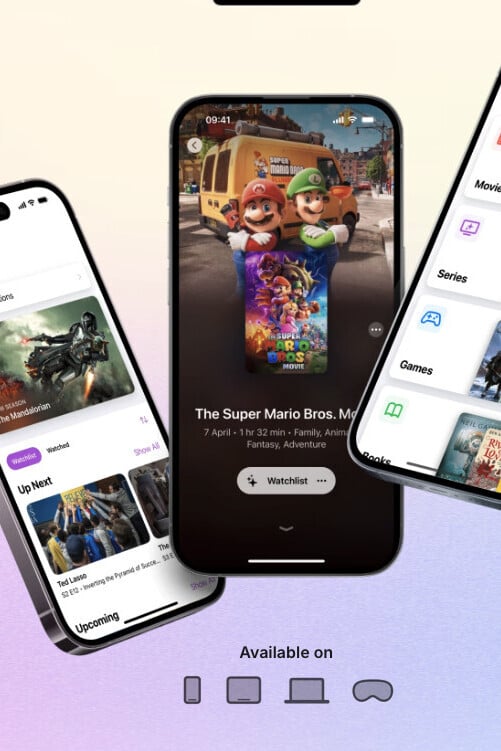 09:41
SUPER
MARIO BROS
SUPER
MARIO
BROS
MOVIE
The Super Mario Bros. Mo
7 April • 1 hr 32 min • Family, Anima
Fantasy, Adventure
Watchlist
ions
SEASON
The Mandalorian
Watchlist
Watched
Show All
Up Next
Ted Lasso
S2 E12 • Inverting the Pyramid of Succe...
The
S3 E
Show All
Upcoming
Movie
Series
Games
Books
NEIL GA
Available on